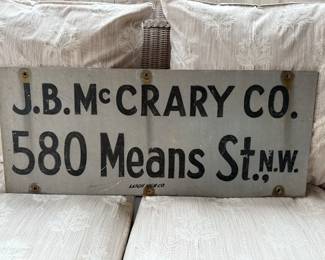 J.B. McCRARY CO.
580 Means St., N.W.